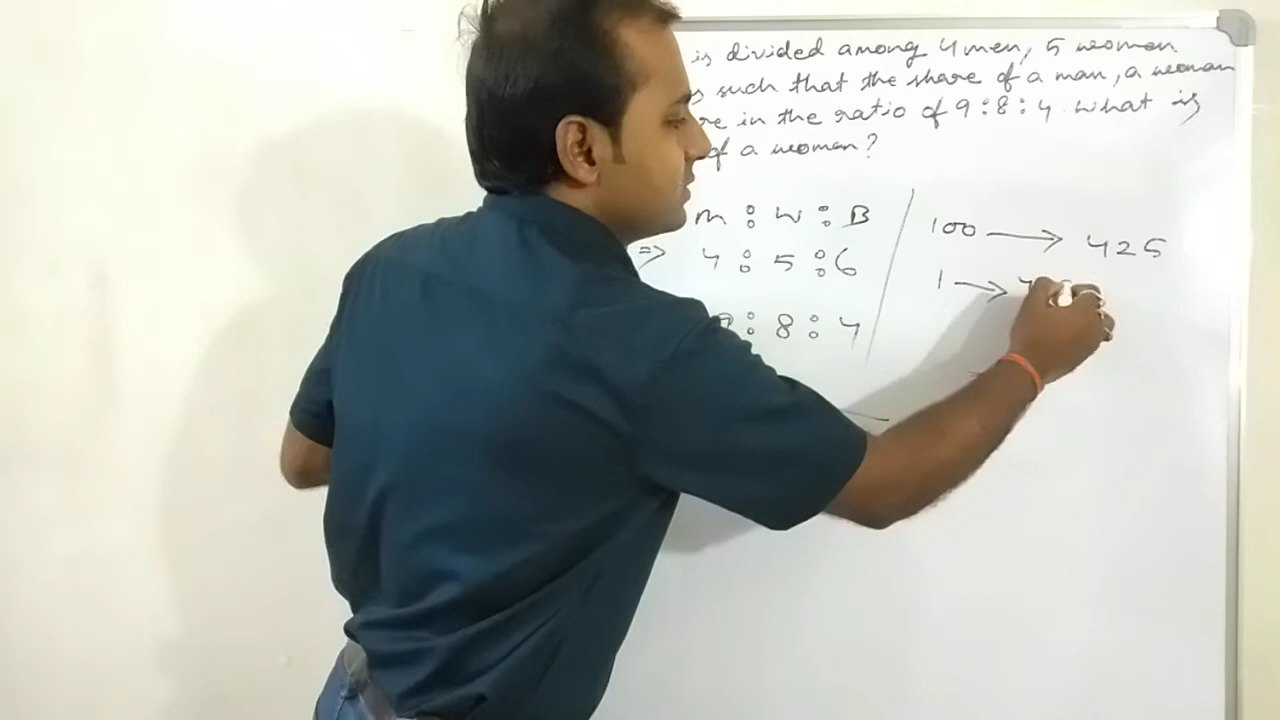 is divided among 4 men, 5 woman
such that the share of a man, a woman
in the ratio of 9:8:4. what is
of a woman?
M : W : B
⇒ 4 : 5 : 6
: 8 : 4
100 → 425
1 →